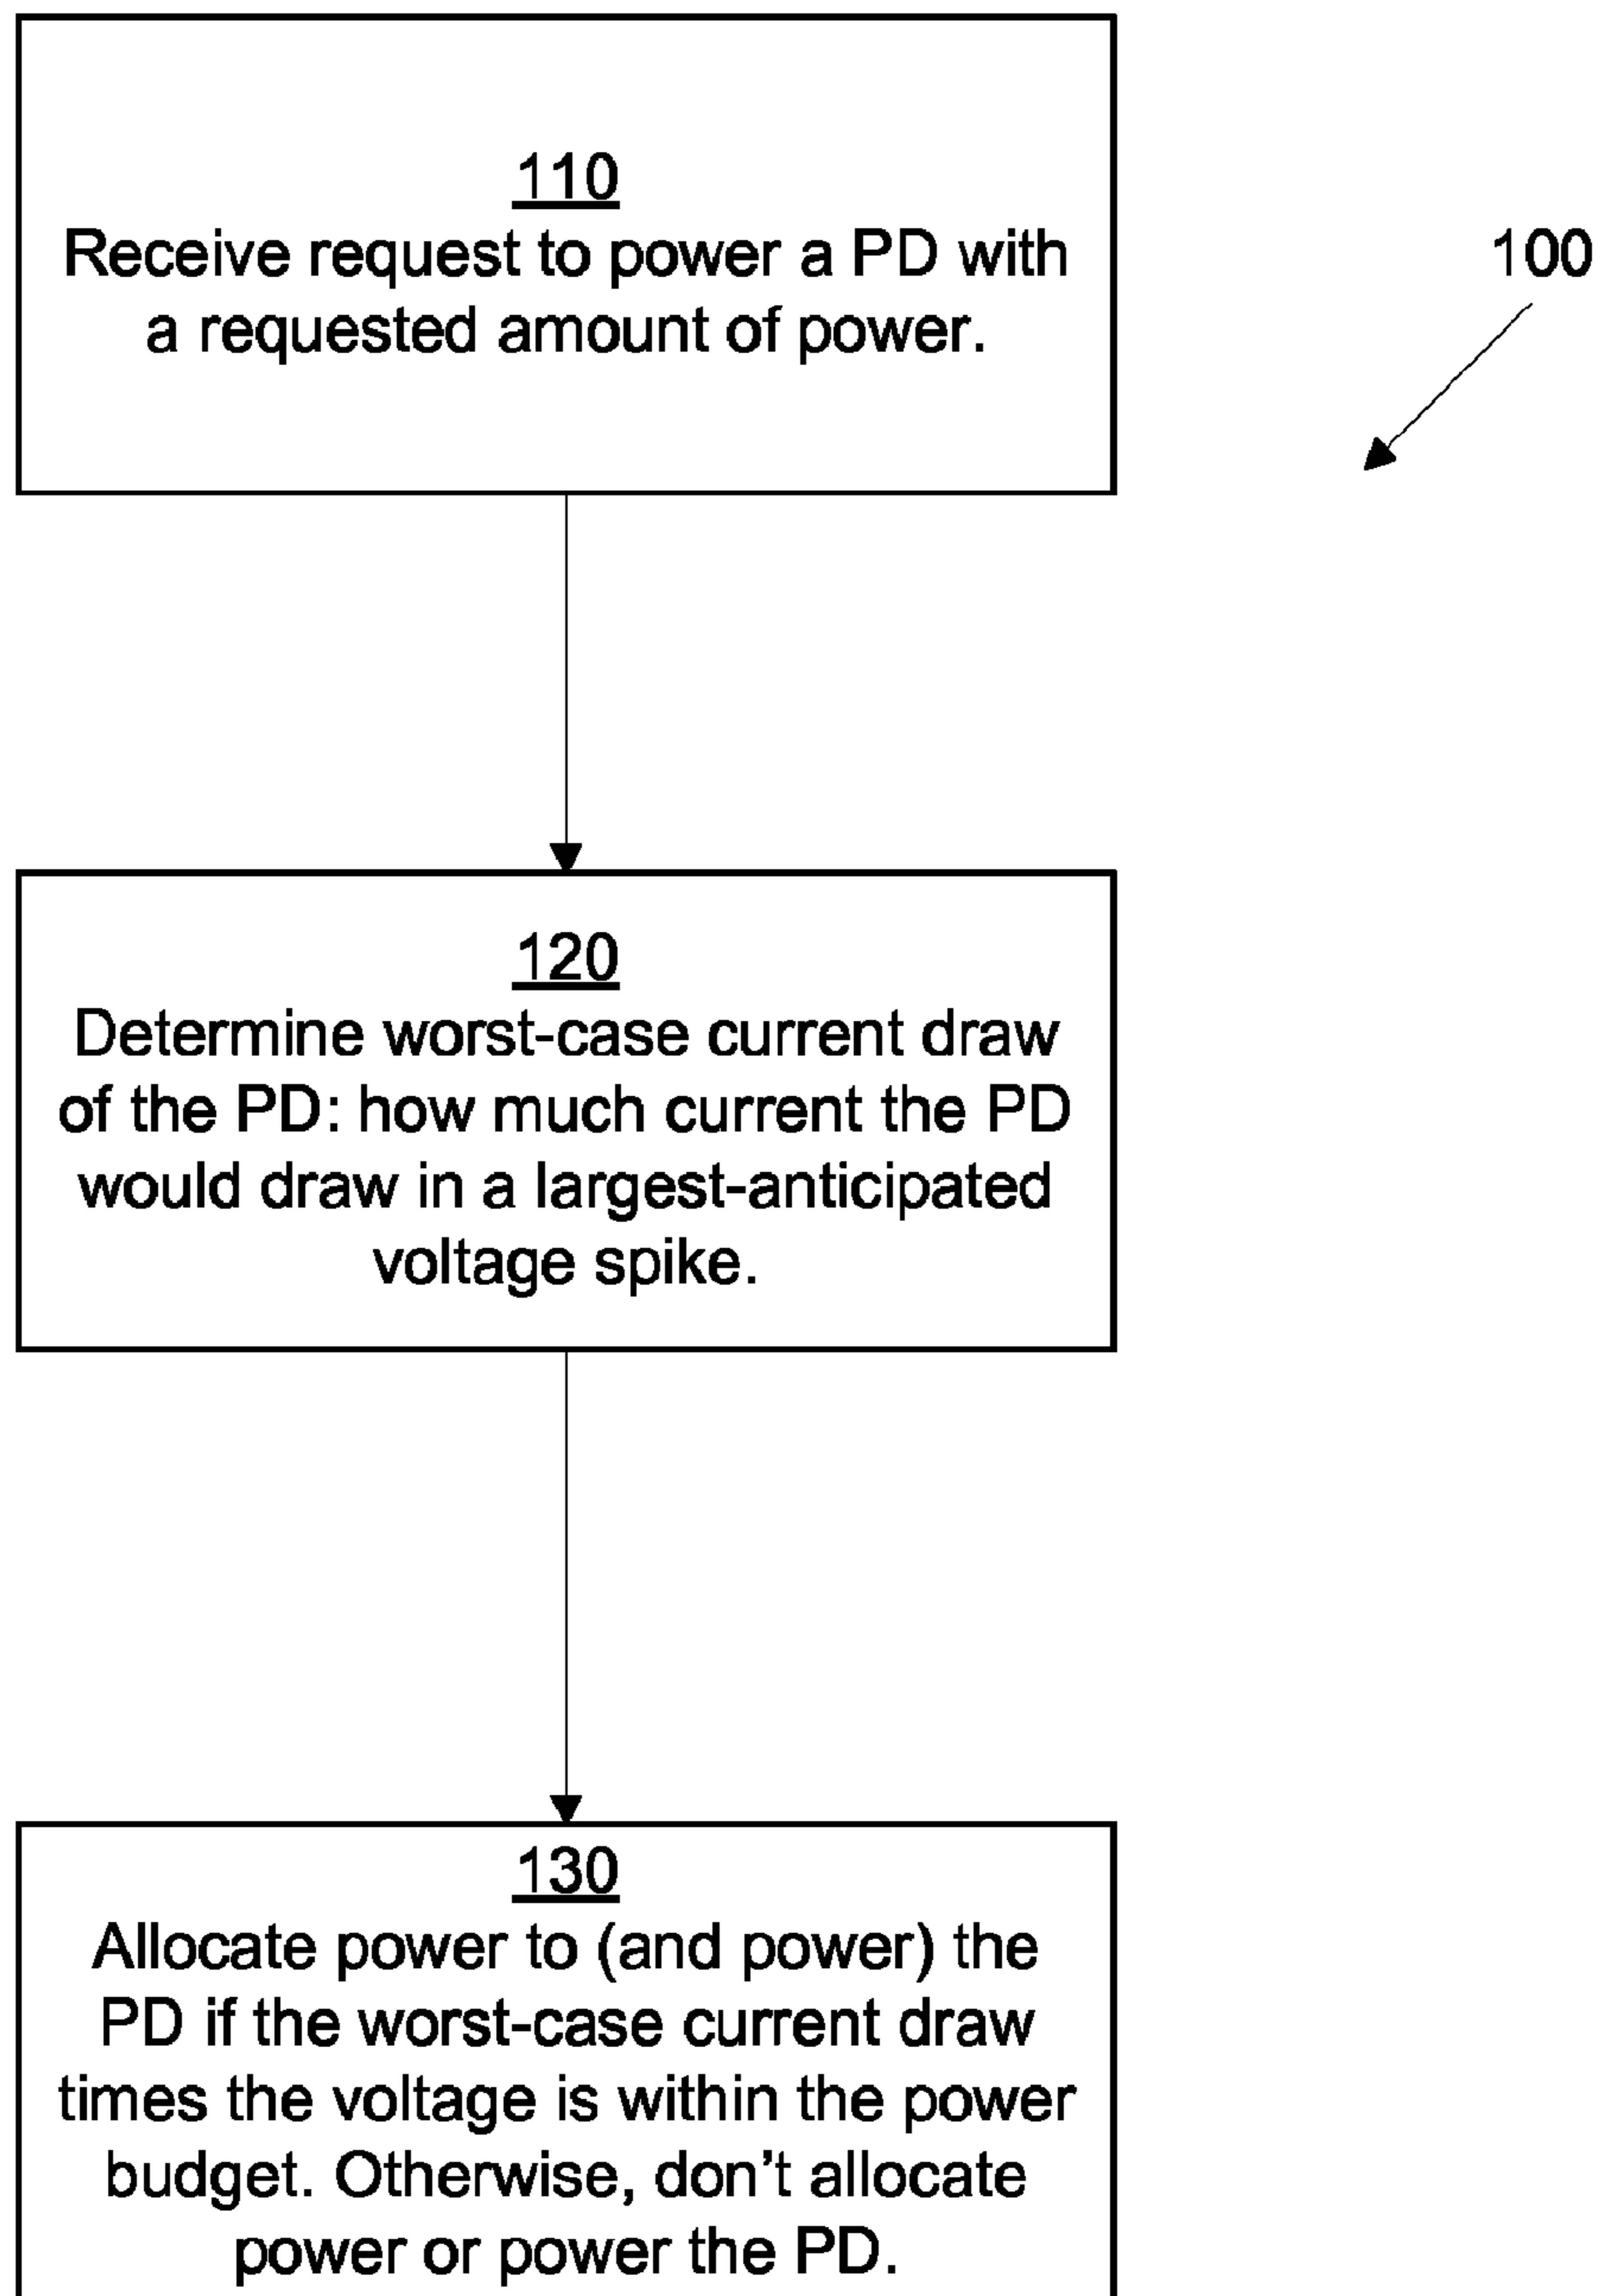 110
Receive request to power a PD with
a requested amount of power.
100
120
Determine worst-case current draw
of the PD: how much current the PD
would draw in a largest-anticipated
voltage spike.
130
Allocate power to (and power) the
PD if the worst-case current draw
times the voltage is within the power
budget. Otherwise, don't allocate
power or power the PD.